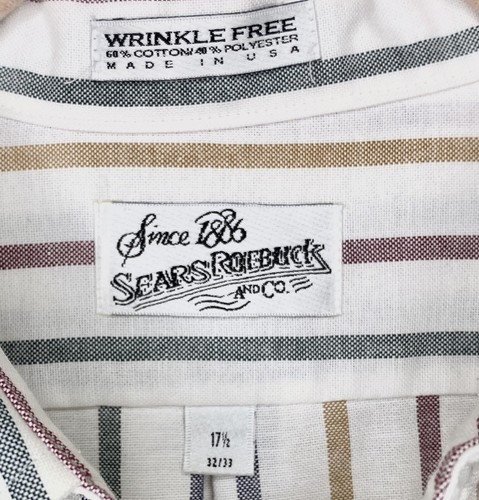 WRINKLE FREE
60% COTTON/40% POLYESTER
MADE IN USA
Since 1886
SEARS ROEBUCK
AND CO.
17½
32/33